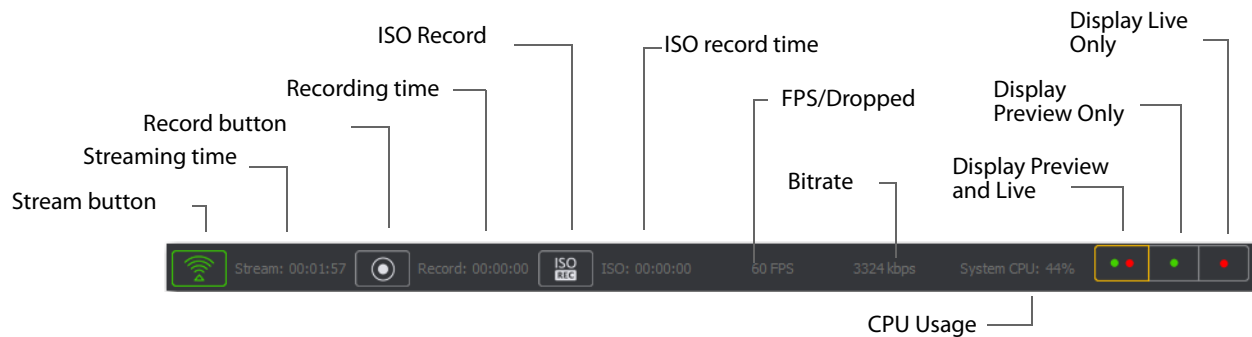 Display Live
Only
ISO Record
ISO record time
Recording time
FPS/Dropped
Display
Preview Only
Record button
Streaming time
Display Preview
and Live
Bitrate
Stream button
Stream: 00:01:57
Record: 00:00:00
ISO
REC
ISO: 00:00:00
60 FPS
3324 kbps
System CPU: 44%
CPU Usage